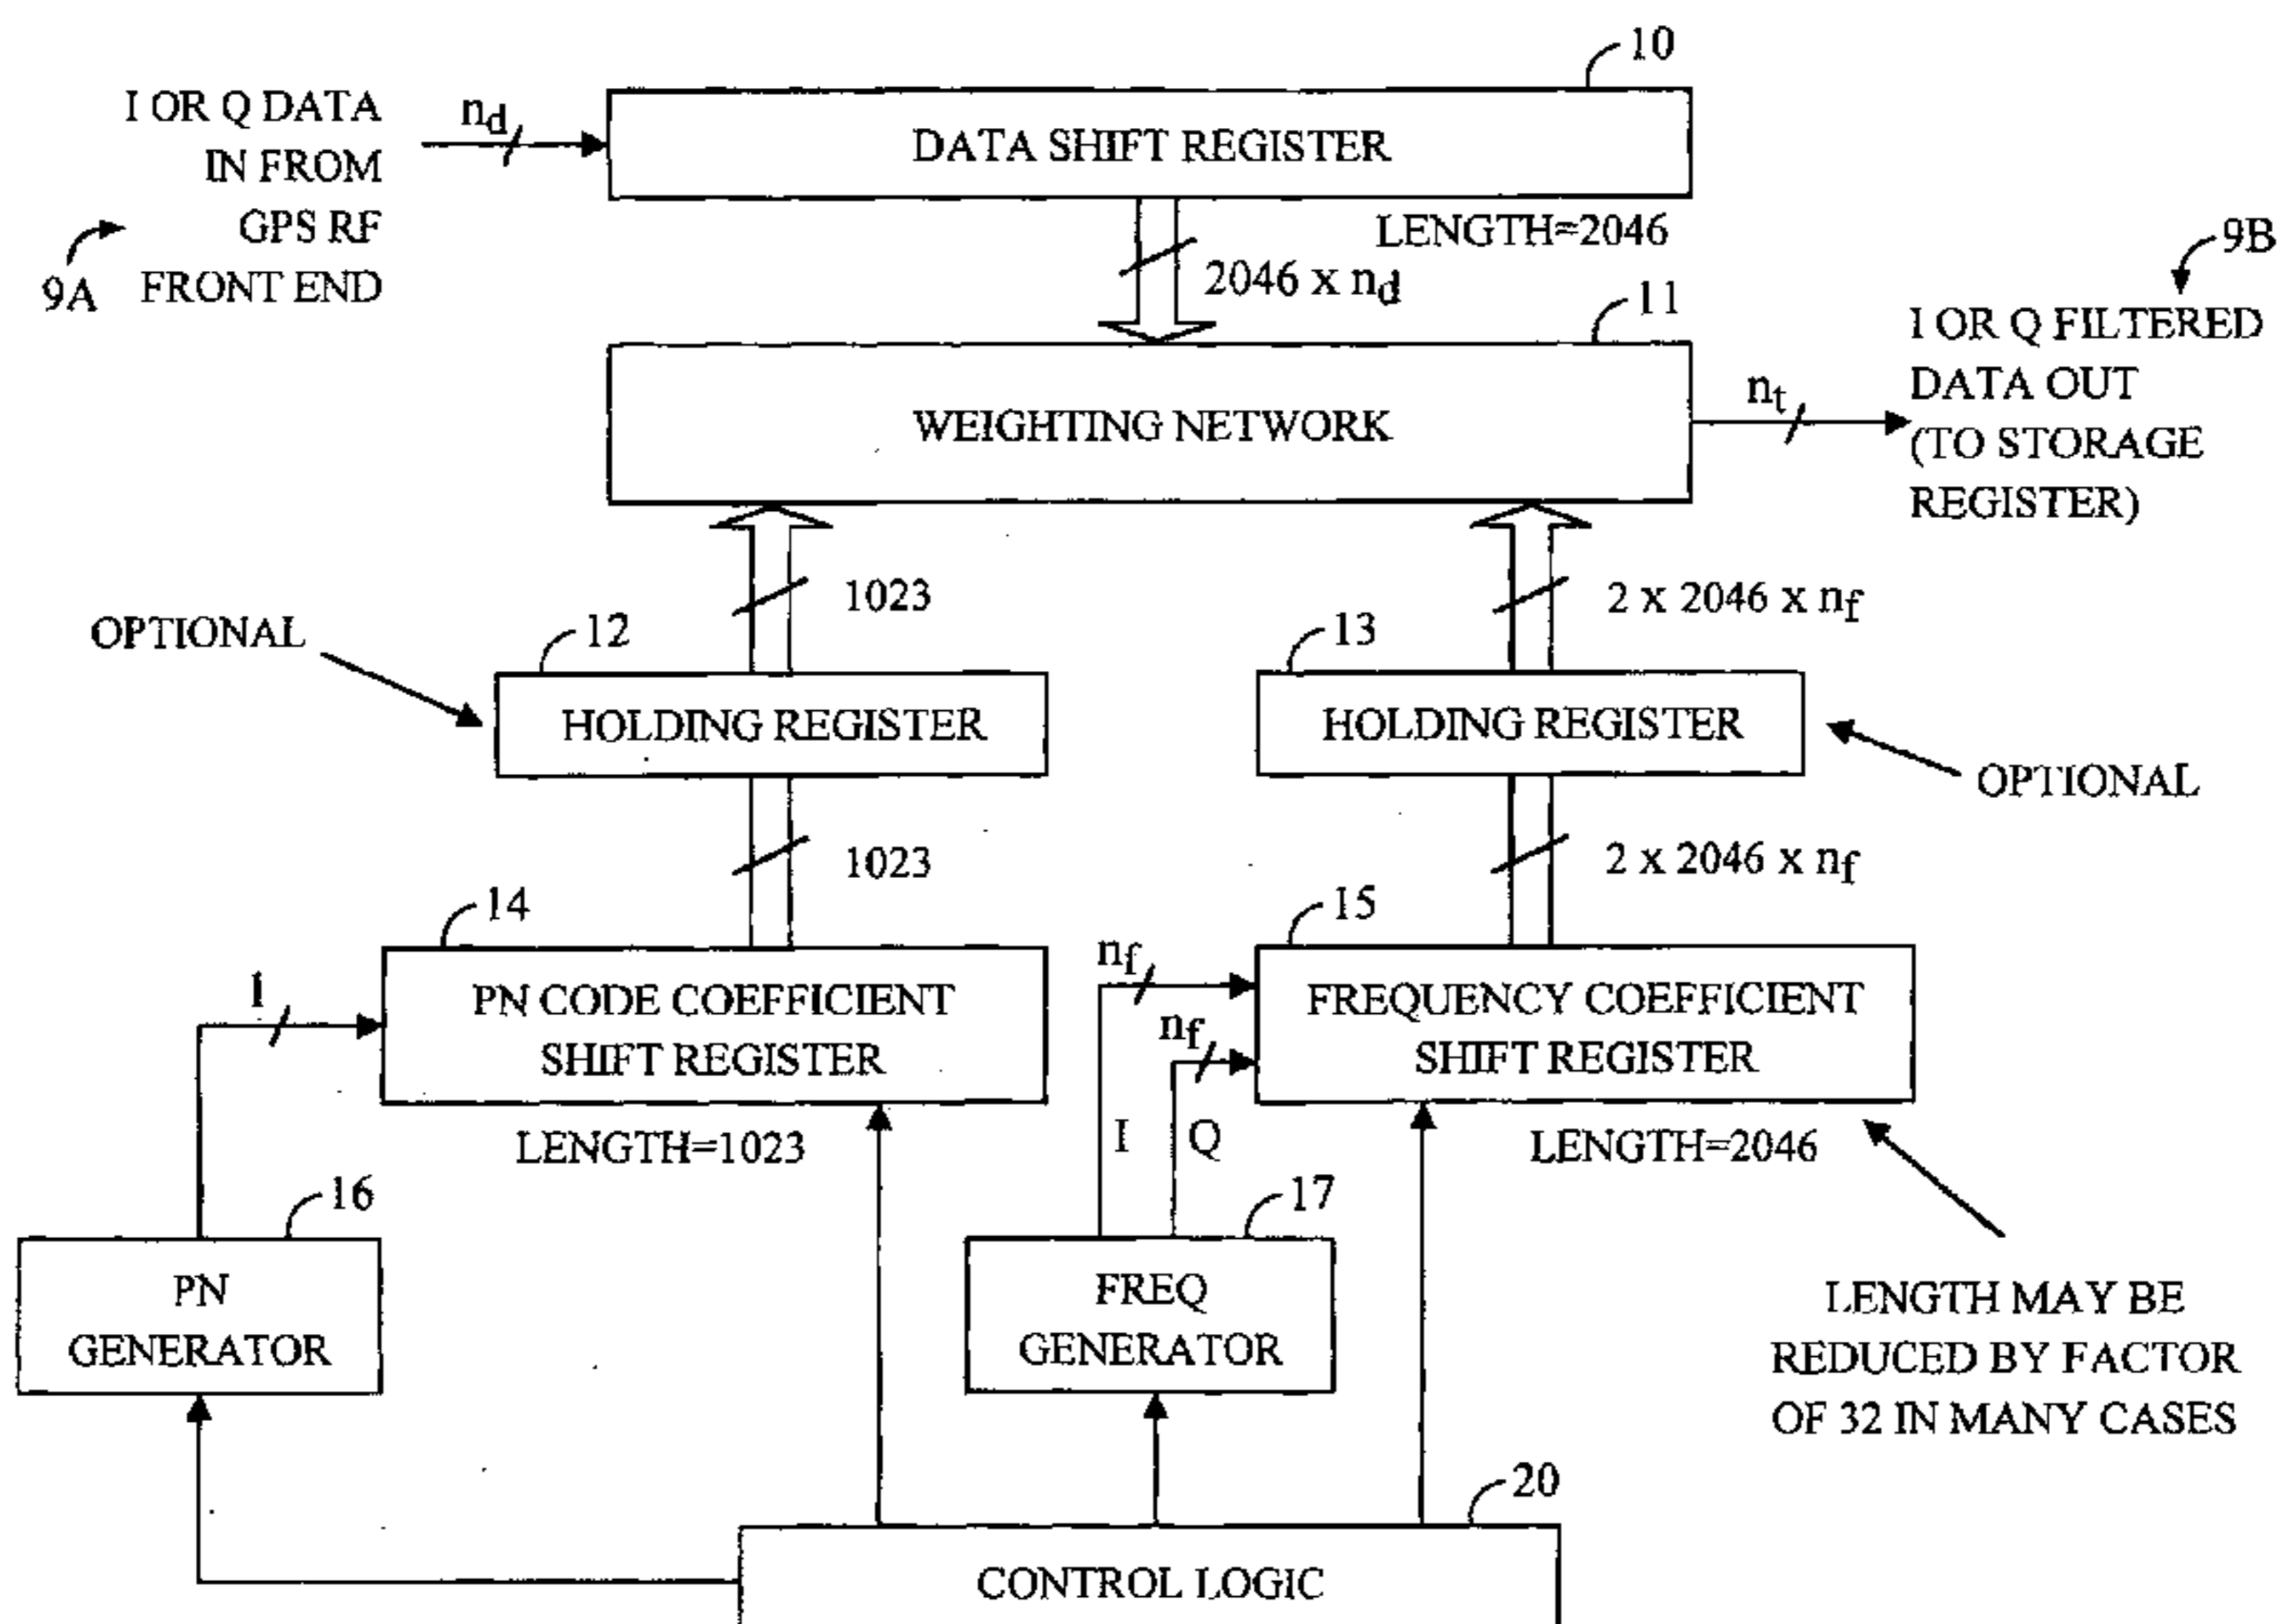 10
I OR Q DATA
IN FROM
GPS RF
FRONT END
9A
nd
DATA SHIFT REGISTER
LENGTH=2046
2046 x nd
9B
11
I OR Q FILTERED
DATA OUT
(TO STORAGE
REGISTER)
nt
WEIGHTING NETWORK
1023
2 x 2046 x nf
OPTIONAL
12
13
HOLDING REGISTER
HOLDING REGISTER
OPTIONAL
1023
2 x 2046 x nf
14
15
1
PN CODE COEFFICIENT
SHIFT REGISTER
LENGTH=1023
nf
nf
I
Q
FREQUENCY COEFFICIENT
SHIFT REGISTER
LENGTH=2046
16
17
PN
GENERATOR
FREQ
GENERATOR
LENGTH MAY BE
REDUCED BY FACTOR
OF 32 IN MANY CASES
20
CONTROL LOGIC